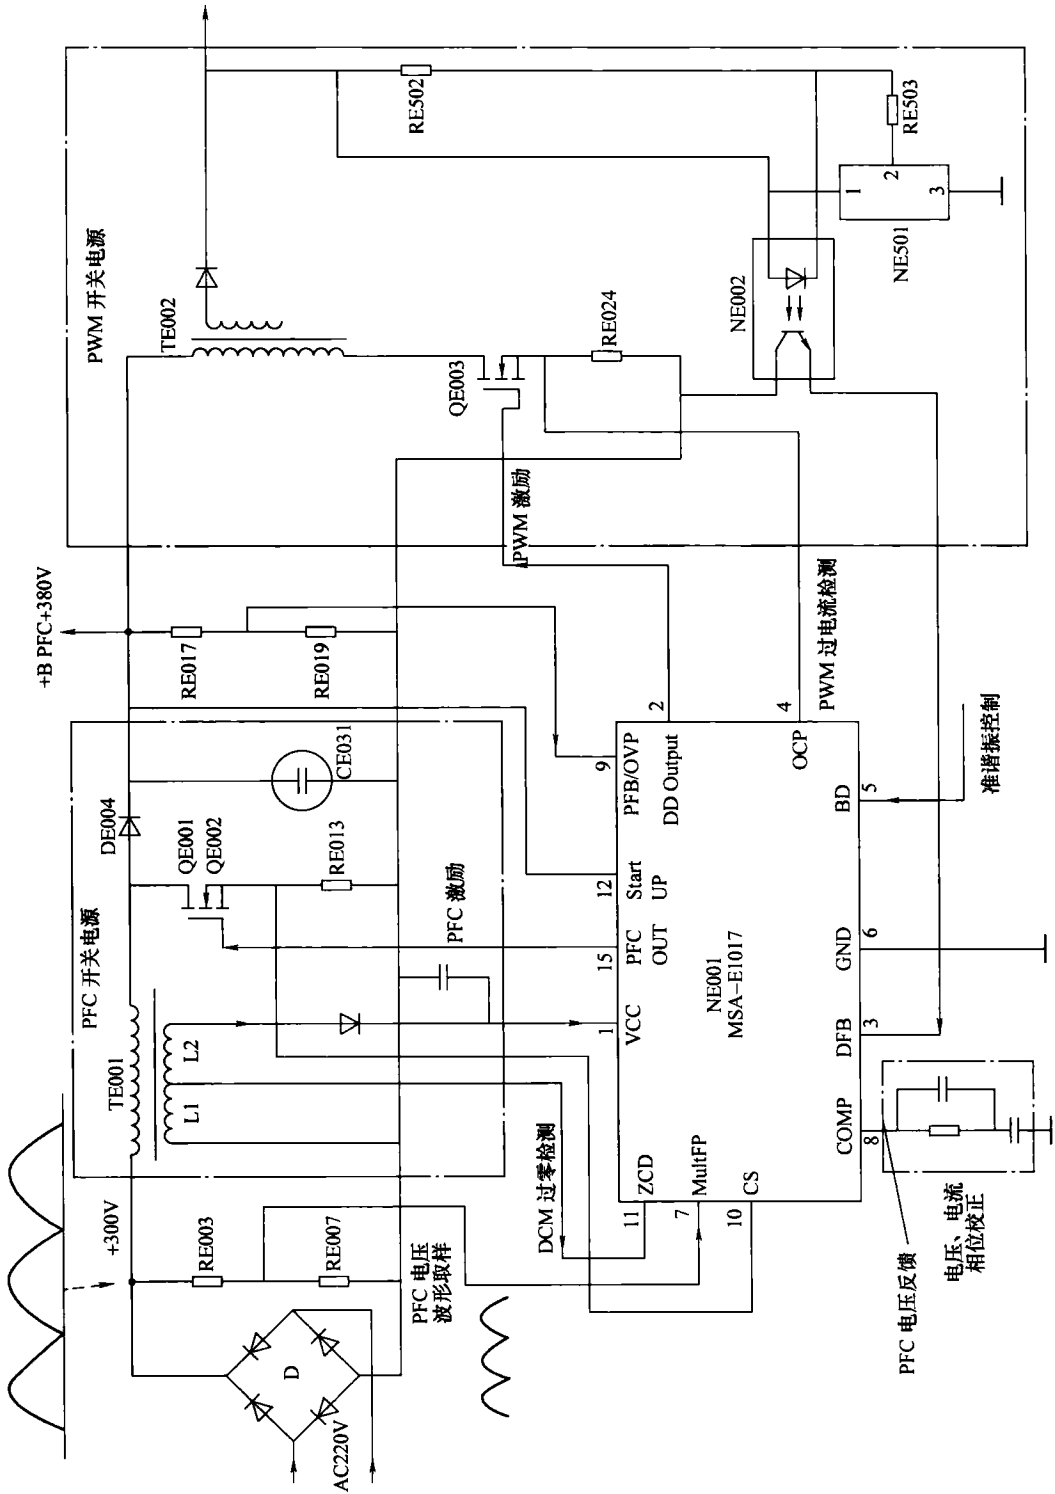 +300V
TE001
PFC 开关电源
DE004
+B PFC+380V
PWM 开关电源
TE002
L1
L2
QE001
QE002
RE003
RE007
D
AC220V
PFC 电压
波形取样
RE013
CE031
RE017
RE019
QE003
RE024
RE502
RE503
NE002
NE501
1
2
3
PFC 激励
PWM 激励
DCM 过零检测
PWM 过电流检测
准谐振控制
11
ZCD
7
MultFP
10
CS
1
VCC
15
PFC
OUT
12
Start
UP
9
PFB/OVP
2
DD Output
4
OCP
NE001
MSA-E1017
8
COMP
3
DFB
6
GND
5
BD
PFC 电压反馈
电压、电流
相位校正